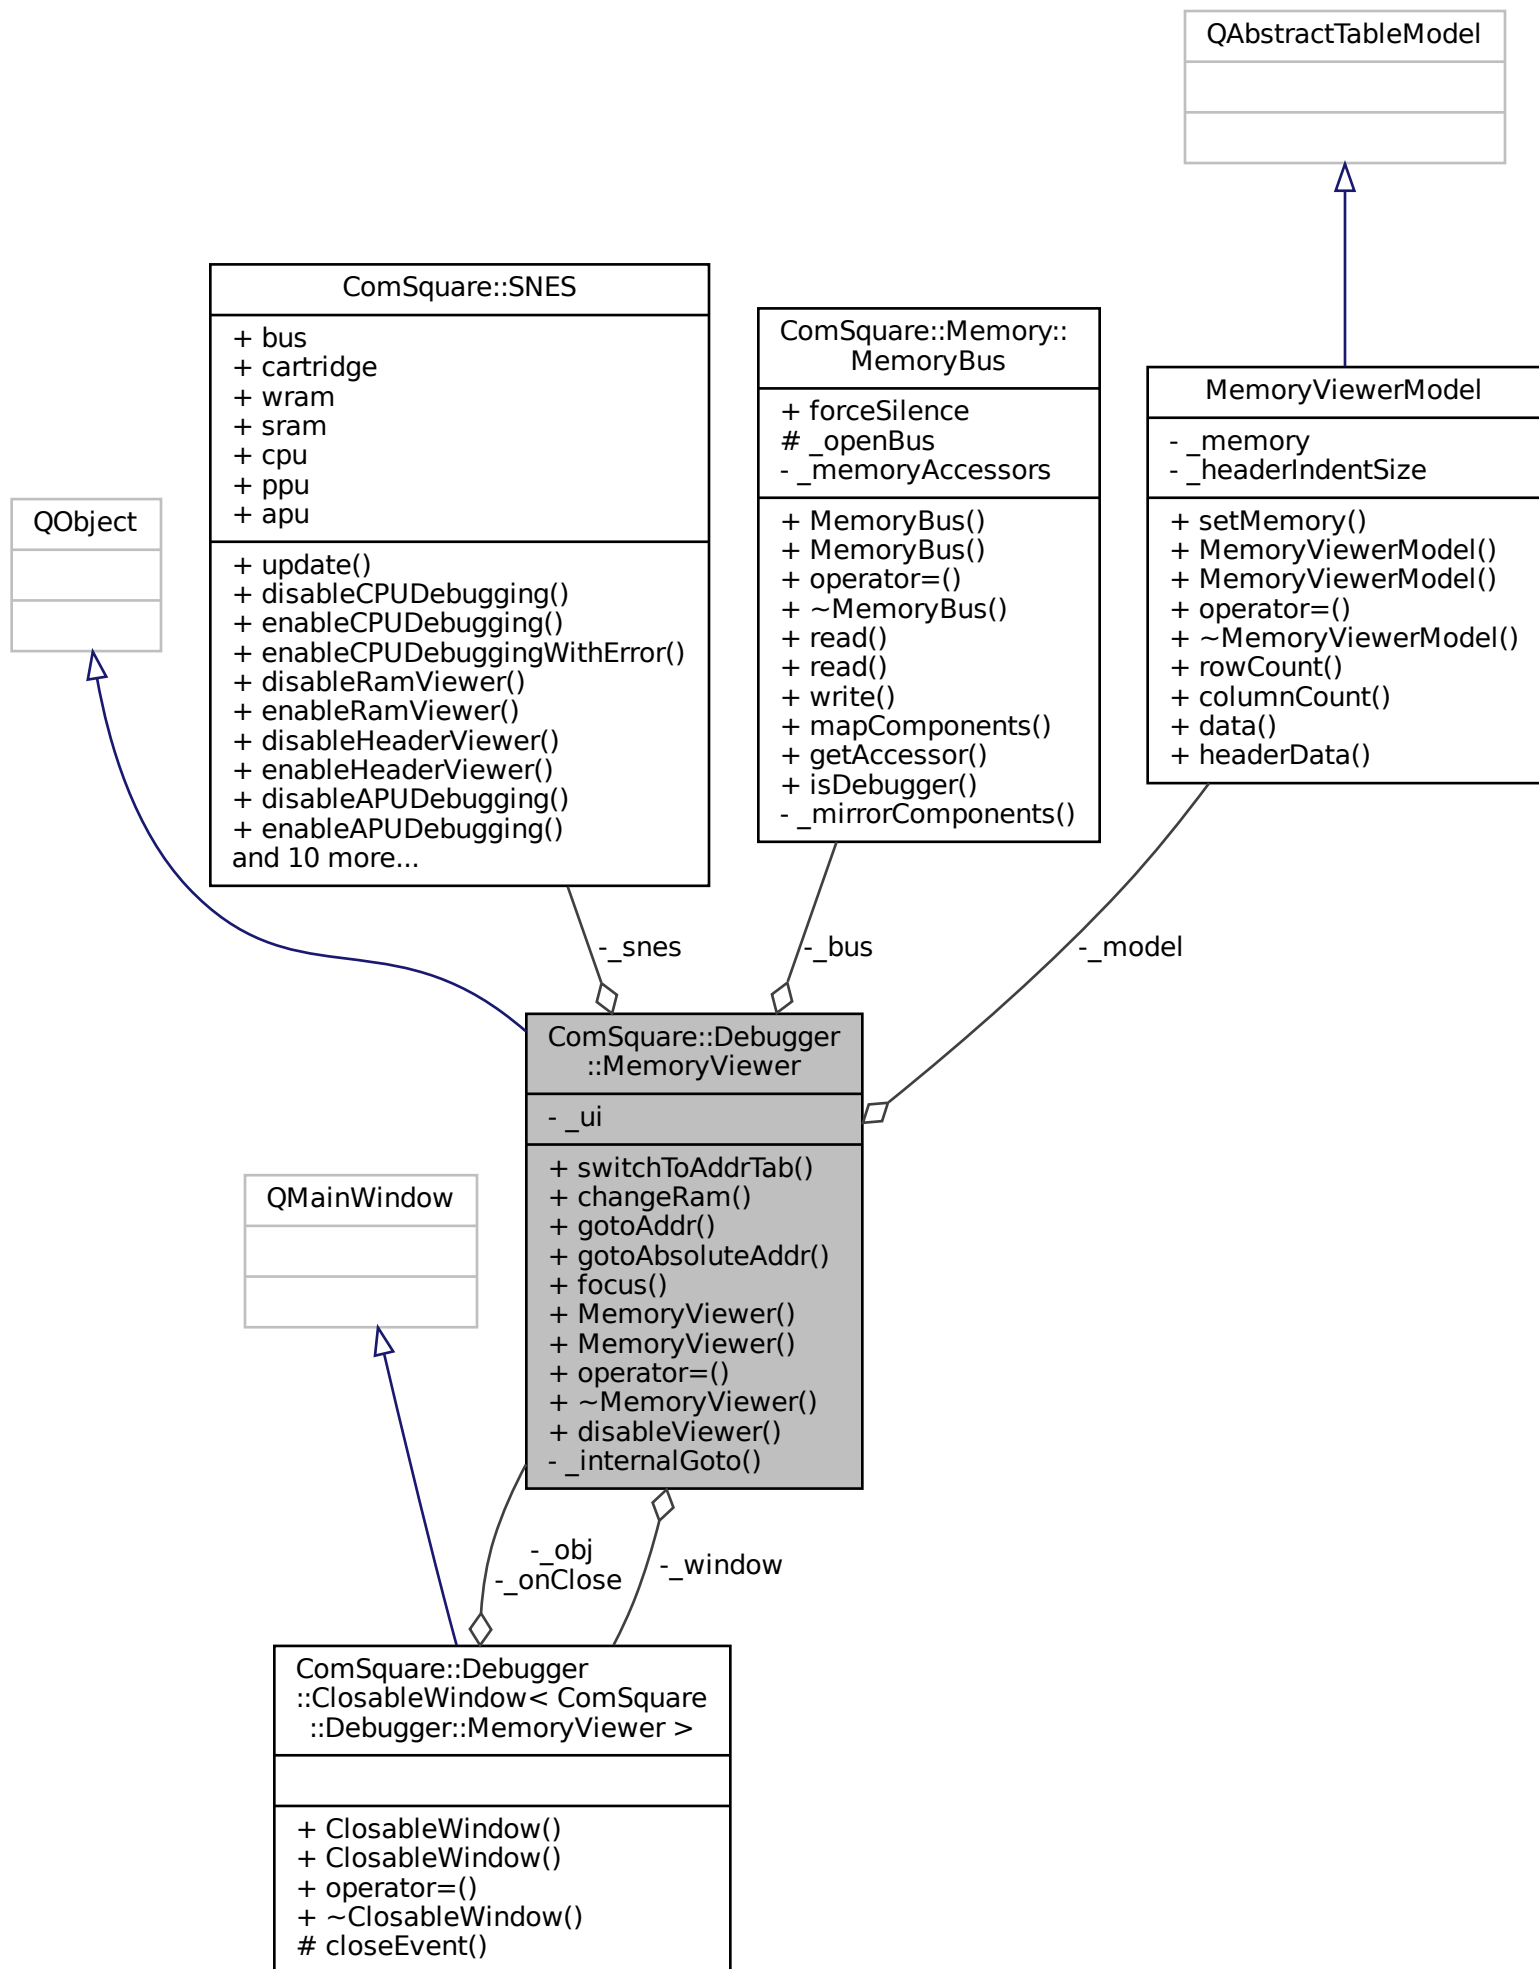 QAbstractTableModel
ComSquare::SNES
+ bus
+ cartridge
+ wram
+ sram
+ cpu
+ ppu
+ apu
+ update()
+ disableCPUDebugging()
+ enableCPUDebugging()
+ enableCPUDebuggingWithError()
+ disableRamViewer()
+ enableRamViewer()
+ disableHeaderViewer()
+ enableHeaderViewer()
+ disableAPUDebugging()
+ enableAPUDebugging()
and 10 more...
ComSquare::Memory::
MemoryBus
+ forceSilence
# _openBus
- _memoryAccessors
+ MemoryBus()
+ MemoryBus()
+ operator=()
+ ~MemoryBus()
+ read()
+ read()
+ write()
+ mapComponents()
+ getAccessor()
+ isDebugger()
- _mirrorComponents()
MemoryViewerModel
- _memory
- _headerIndentSize
+ setMemory()
+ MemoryViewerModel()
+ MemoryViewerModel()
+ operator=()
+ ~MemoryViewerModel()
+ rowCount()
+ columnCount()
+ data()
+ headerData()
QObject
-_snes
-_bus
-_model
ComSquare::Debugger
::MemoryViewer
- _ui
+ switchToAddrTab()
+ changeRam()
+ gotoAddr()
+ gotoAbsoluteAddr()
+ focus()
+ MemoryViewer()
+ MemoryViewer()
+ operator=()
+ ~MemoryViewer()
+ disableViewer()
- _internalGoto()
QMainWindow
-_obj
-_onClose
-_window
ComSquare::Debugger
::ClosableWindow< ComSquare
::Debugger::MemoryViewer >
+ ClosableWindow()
+ ClosableWindow()
+ operator=()
+ ~ClosableWindow()
# closeEvent()